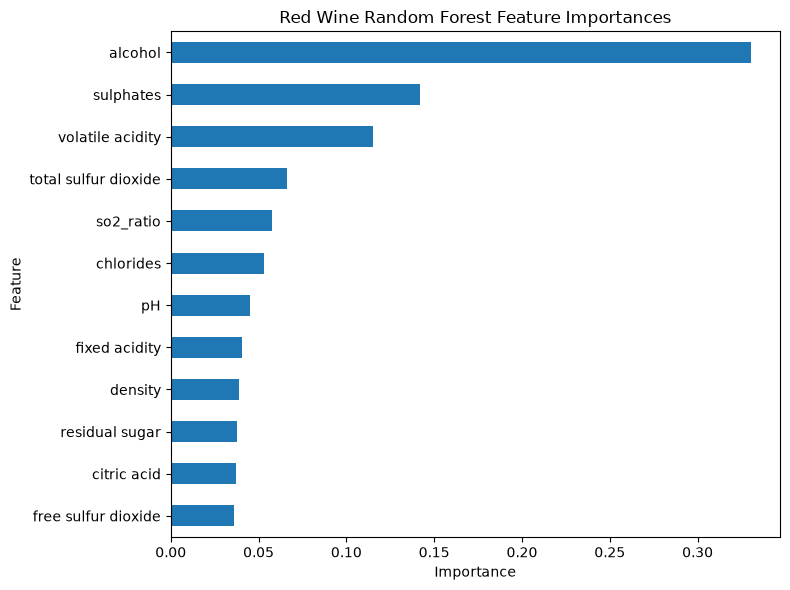 Red Wine Random Forest Feature Importances
alcohol
sulphates
volatile acidity
total sulfur dioxide
so2_ratio
chlorides
pH
fixed acidity
density
residual sugar
citric acid
free sulfur dioxide
Feature
0.00 0.05 0.10 0.15 0.20 0.25 0.30
Importance